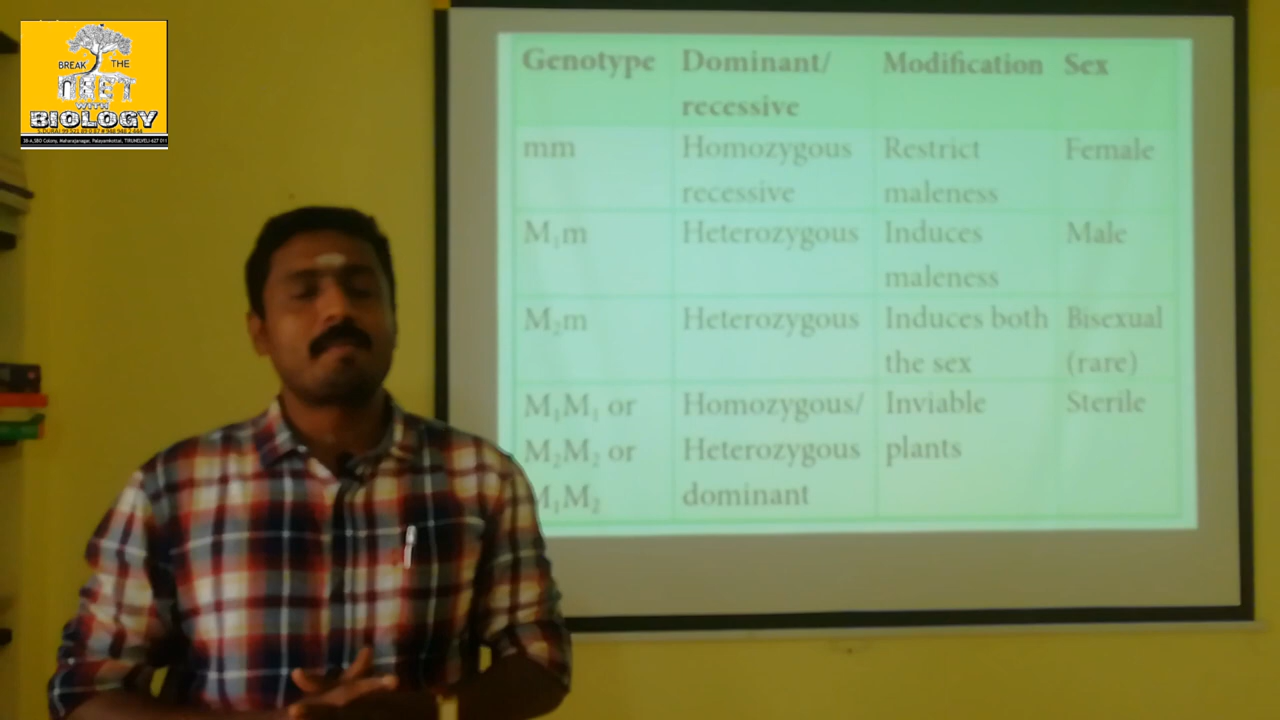 BREAK THE
NEET
WITH
BIOLOGY
Genotype Dominant/ Modification Sex
recessive
mm Homozygous Restrict Female
recessive maleness
M₁m Heterozygous Induces Male
maleness
M₂m Heterozygous Induces both Bisexual
the sex (rare)
M₁M₁ or Homozygous/ Inviable Sterile
M₂M₂ or Heterozygous plants
M₁M₂ dominant